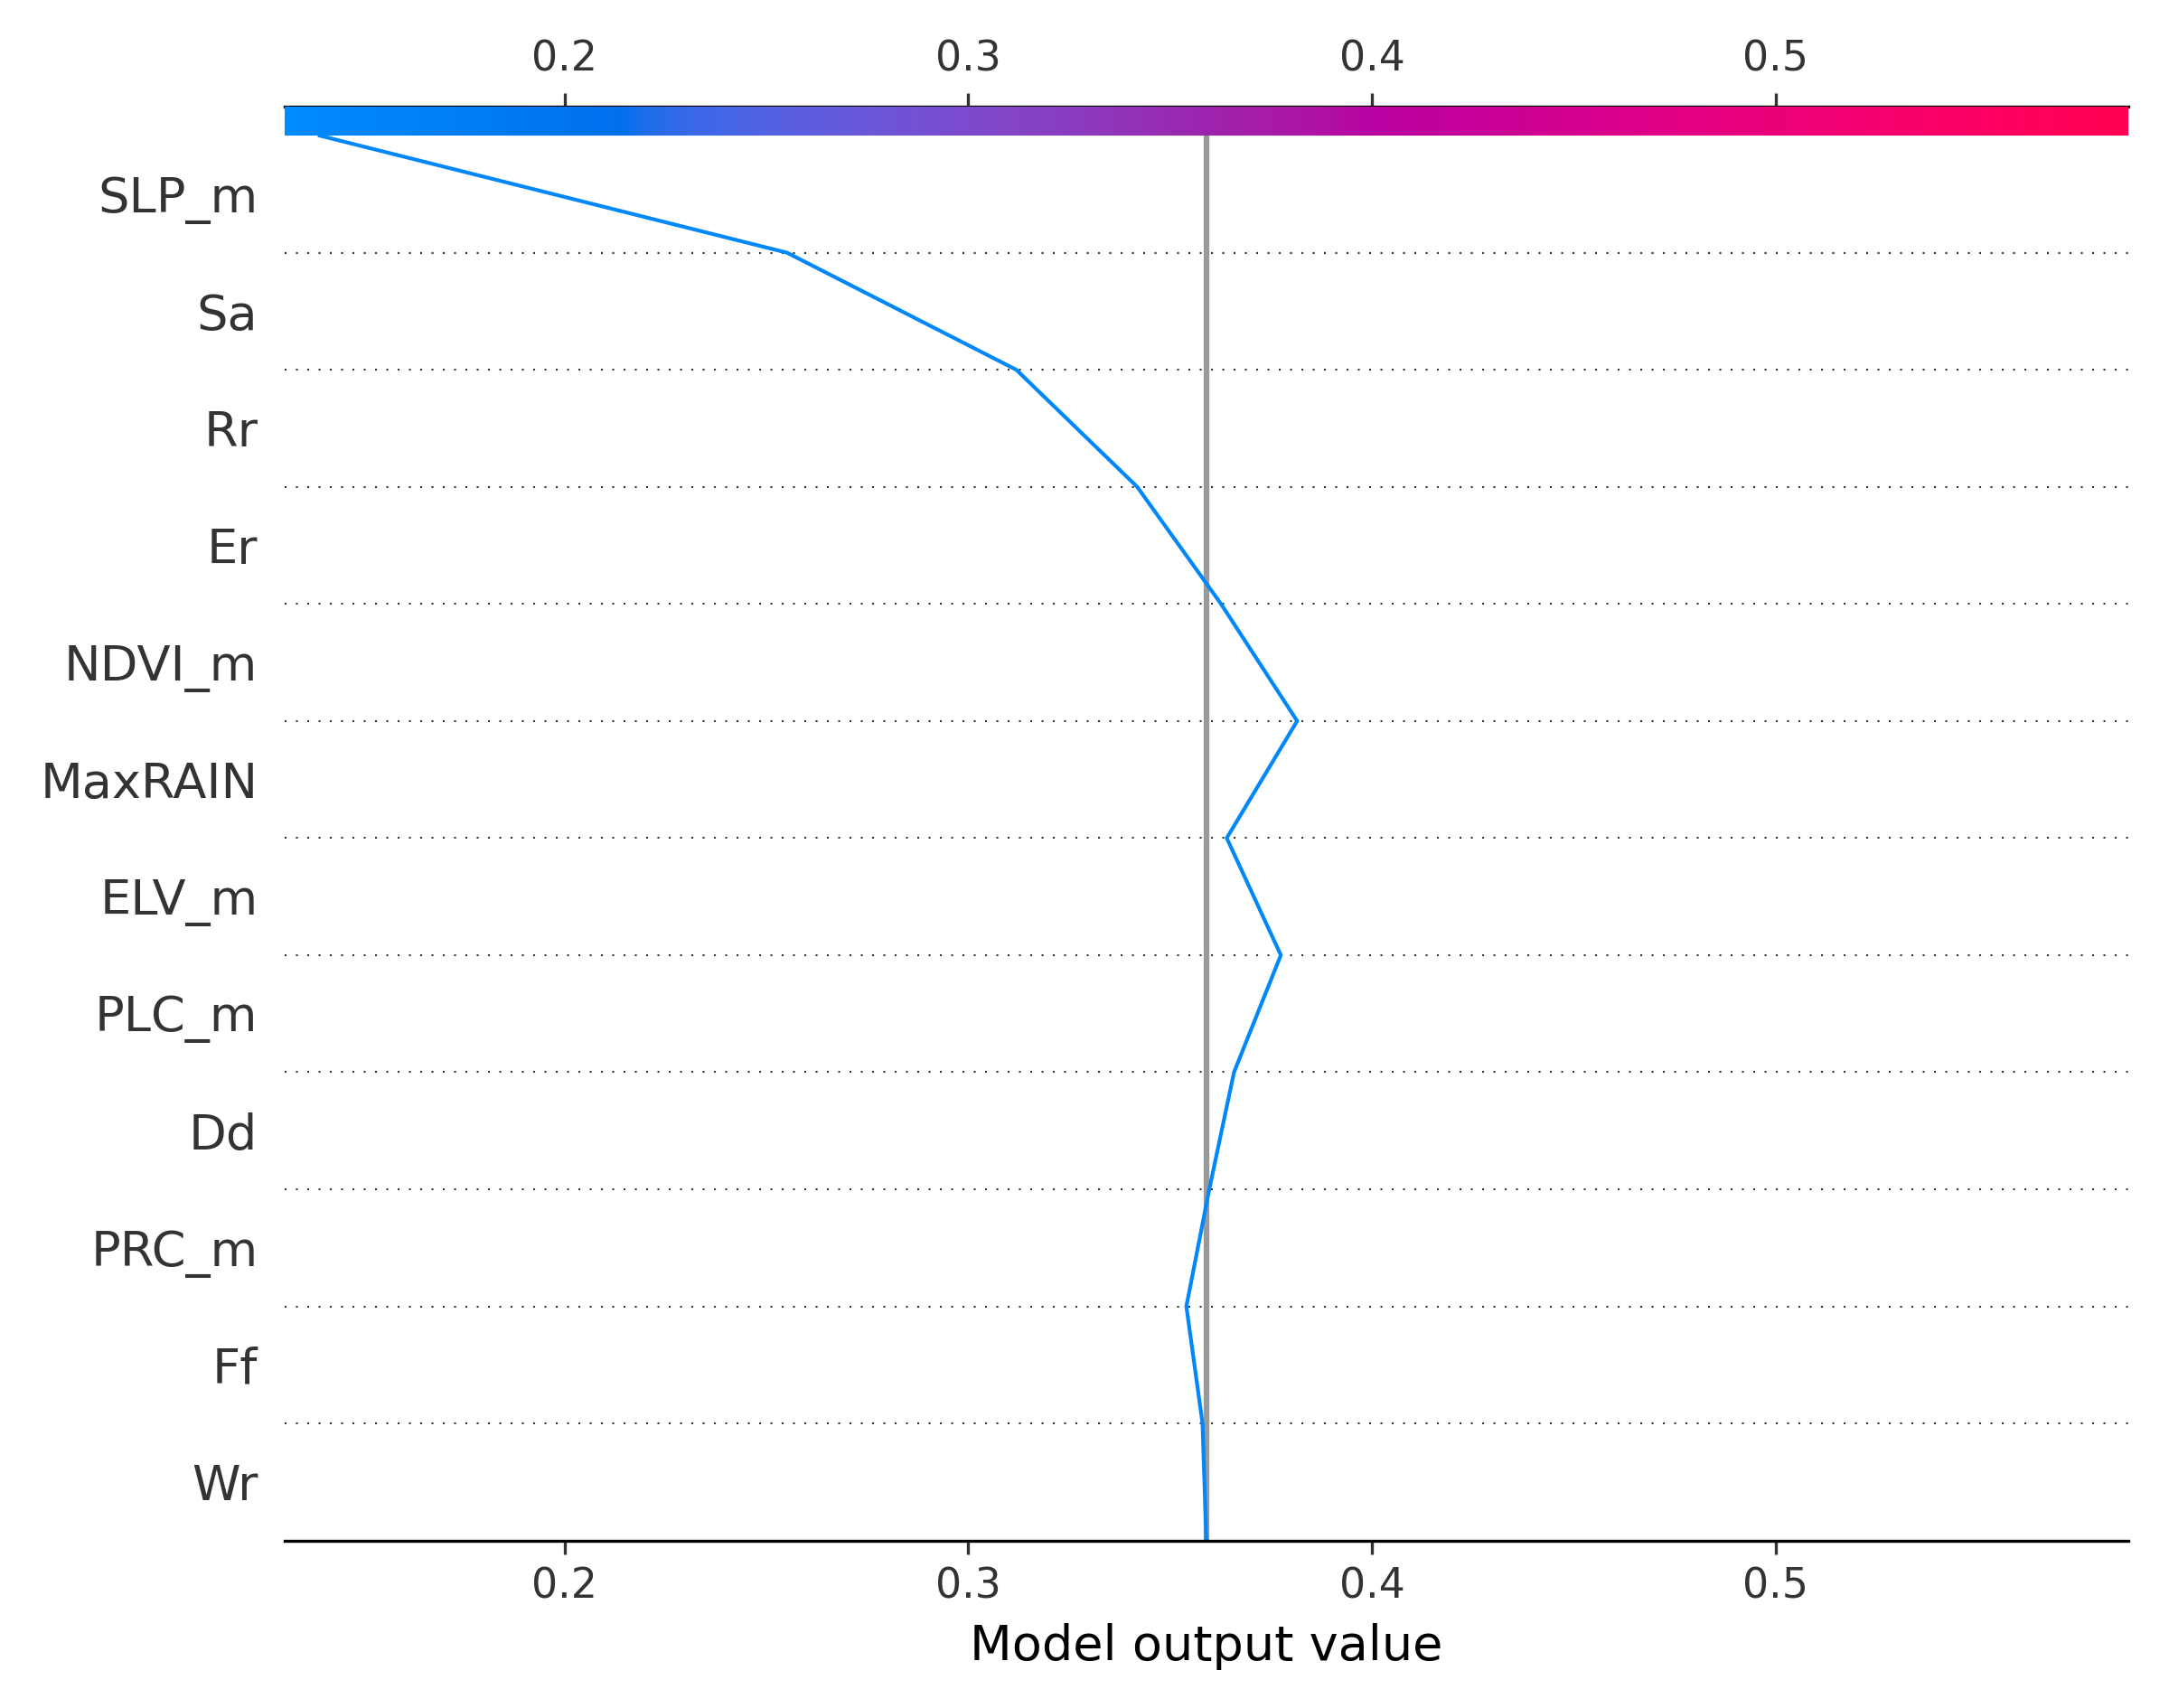 0.2 0.3 0.4 0.5
SLP_m
Sa
Rr
Er
NDVI_m
MaxRAIN
ELV_m
PLC_m
Dd
PRC_m
Ff
Wr
0.2 0.3 0.4 0.5
Model output value